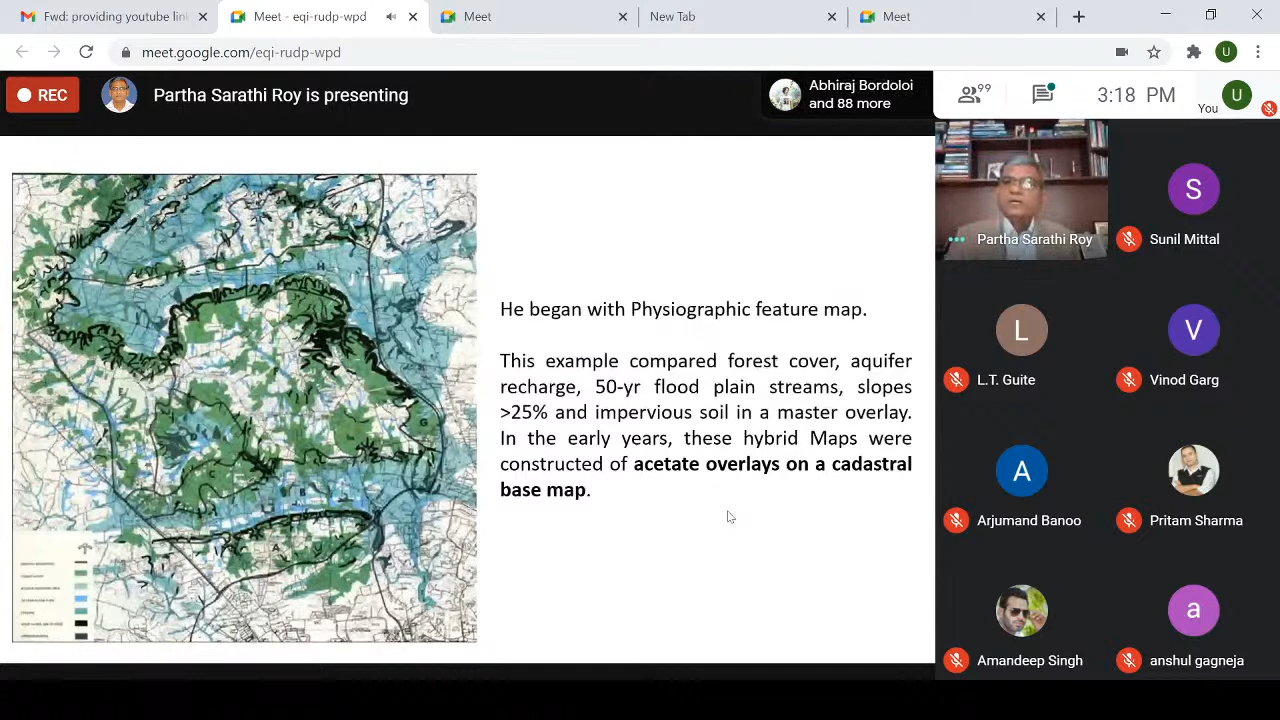 Fwd: providing youtube link
Meet - eqi-rudp-wpd
Meet
New Tab
Meet
meet.google.com/eqi-rudp-wpd
U
REC
Partha Sarathi Roy is presenting
Abhiraj Bordoloi
and 88 more
99
3:18 PM
You
U
He began with Physiographic feature map.
This example compared forest cover, aquifer
recharge, 50-yr flood plain streams, slopes
>25% and impervious soil in a master overlay.
In the early years, these hybrid Maps were
constructed of acetate overlays on a cadastral
base map.
Partha Sarathi Roy
S
Sunil Mittal
L
L.T. Guite
V
Vinod Garg
A
Arjumand Banoo
Pritam Sharma
Amandeep Singh
a
anshul gagneja